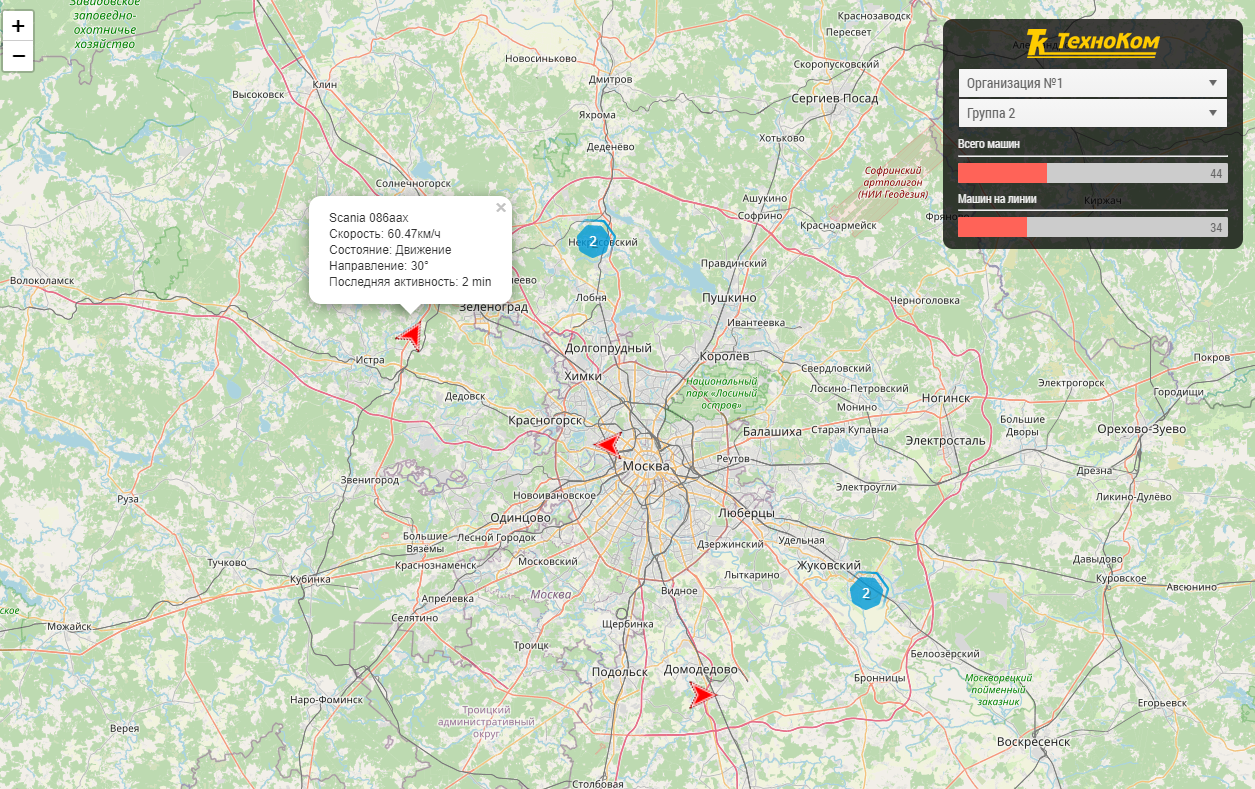 +
−
Завидовское
заповедно-
охотничье
хозяйство
Краснозаводск
Пересвет
ТК ТехноКом
Новосиньково
Скоропусковский
Клин
Дмитров
Высоковск
Сергиев Посад
Организация №1
Яхрома
Группа 2
Деденёво
Хотьково
Всего машин
44
Софринский
артполигон
(НИИ Геодезия)
Солнечногорск
Машин на линии
Киржач
Ашукино
Софрино
Красноармейск
34
Scania 086aax
×
Скорость: 60.47км/ч
Состояние: Движение
Направление: 30°
Последняя активность: 2 min
2
Правдинский
Волоколамск
Лобня
Пушкино
Черноголовка
Зеленоград
Ивантеевка
Долгопрудный
Королёв
Истра
Покров
Свердловский
Химки
Национальный
парк «Лосиный
остров»
Лосино-Петровский
Электрогорск
Городищи
Дедовск
Ногинск
Монино
Красногорск
Большие
Дворы
Балашиха
Старая Купавна
Орехово-Зуево
Электросталь
Москва
Реутов
Дрезна
Звенигород
Электроугли
Руза
Новоивановское
Ликино-Дулёво
Одинцово
Люберцы
Большие
Вяземы
Лесной Городок
Дзержинский
Удельная
Тучково
Краснознаменск
Московский
Жуковский
Давыдово
Кубинка
Лыткарино
Куровское
Авсюнино
Видное
2
ское
Апрелевка
Москва
Селятино
Можайск
Щербинка
Троицк
Белоозёрский
Подольск
Домодедово
Бронницы
Москворецкий
пойменный
заказник
Наро-Фоминск
Егорьевск
Троицкий
административный
округ
Верея
Воскресенск
Столбовая